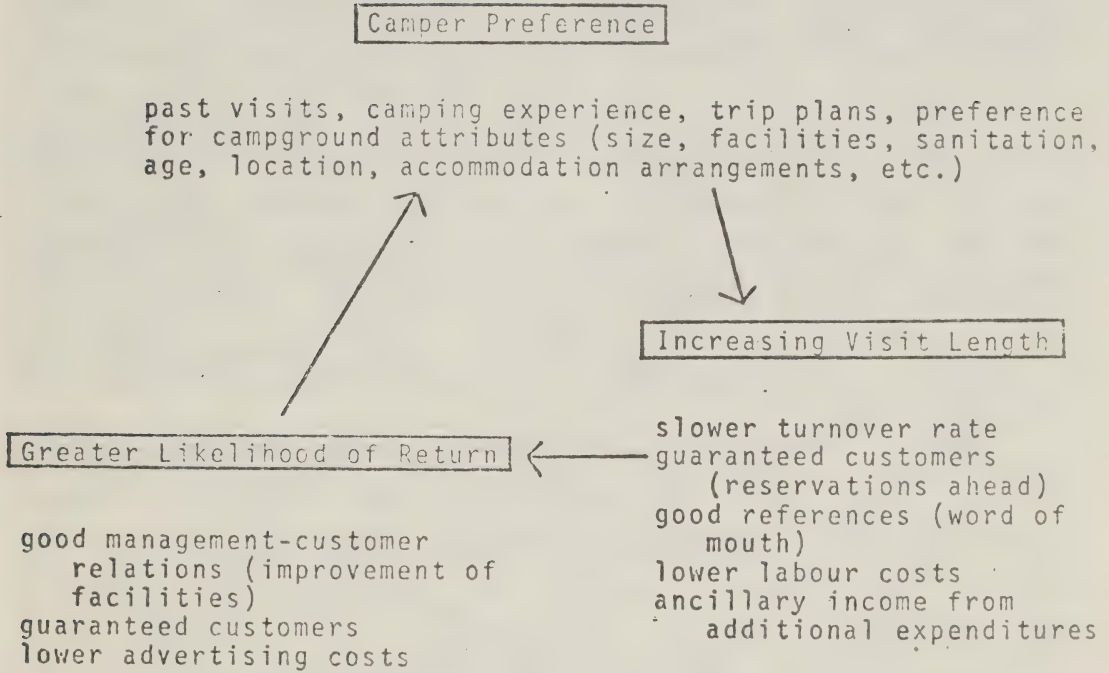 Camper Preference
past visits, camping experience, trip plans, preference
for campground attributes (size, facilities, sanitation,
age, location, accommodation arrangements, etc.)
Increasing Visit Length
slower turnover rate
guaranteed customers
(reservations ahead)
good references (word of
mouth)
lower labour costs
ancillary income from
additional expenditures
Greater Likelihood of Return
good management-customer
relations (improvement of
facilities)
guaranteed customers
lower advertising costs